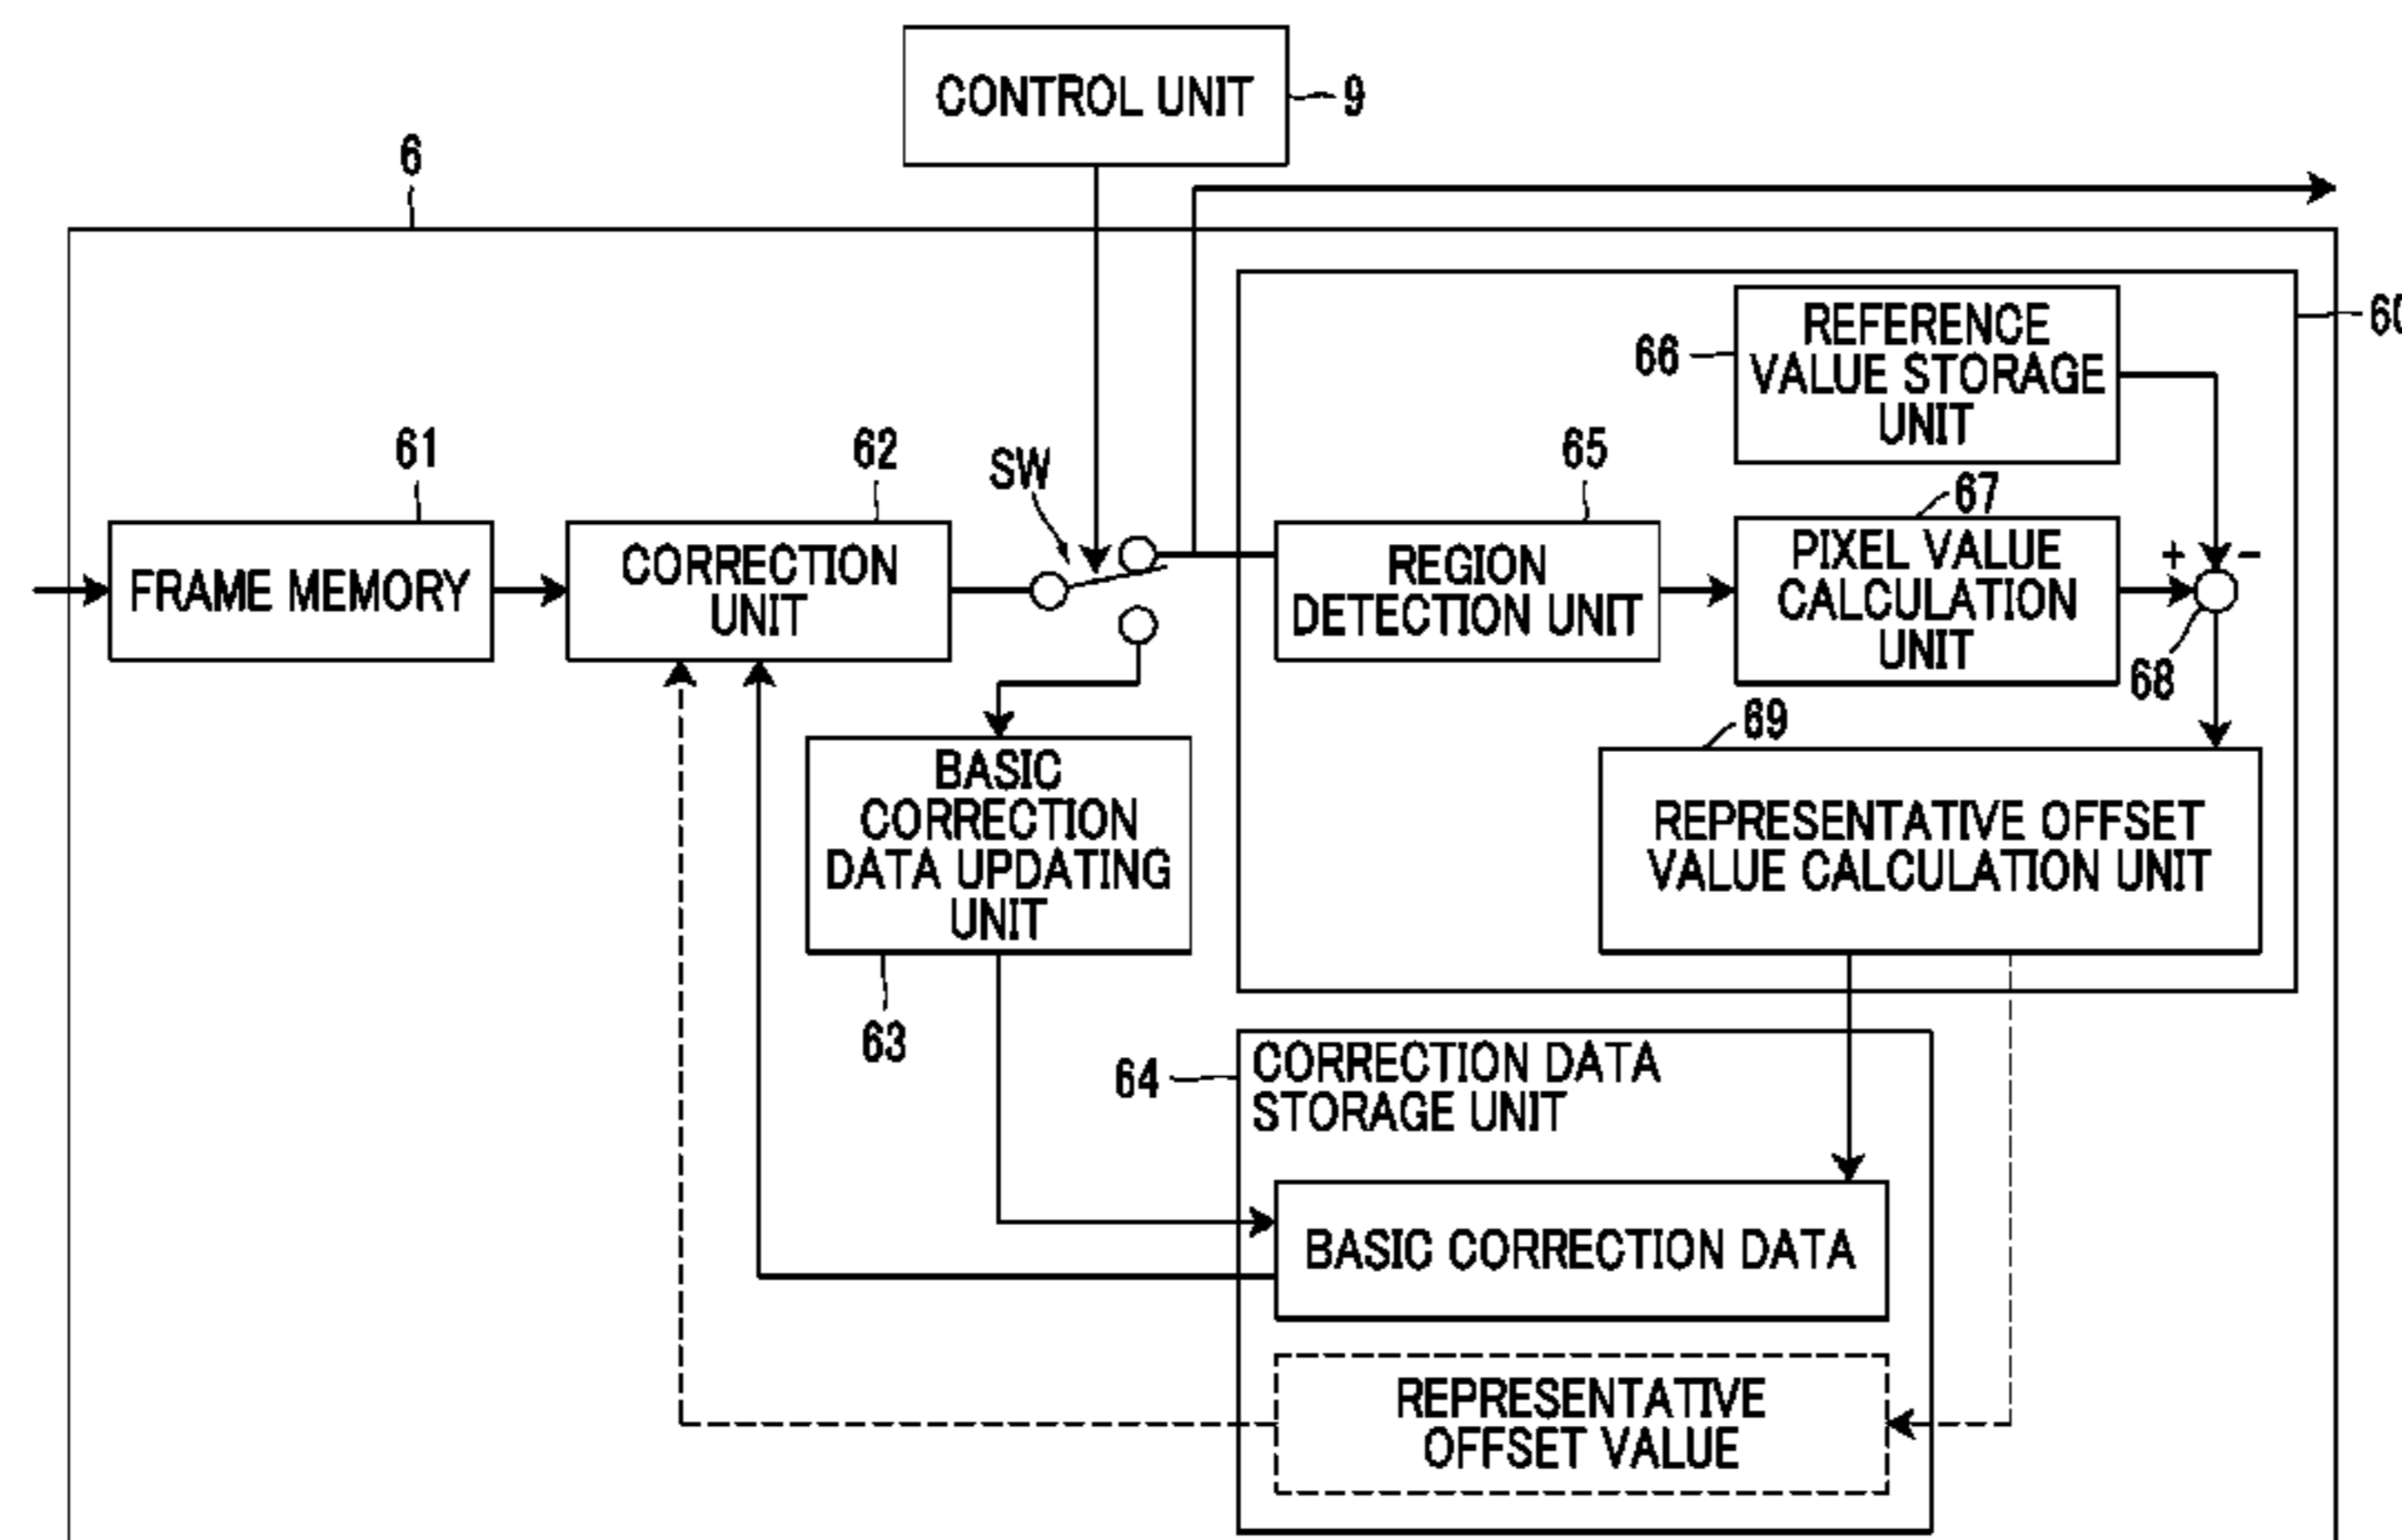 CONTROL UNIT
9
6
60
REFERENCE
VALUE STORAGE
UNIT
66
61
62
SW
65
67
FRAME MEMORY
CORRECTION
UNIT
REGION
DETECTION UNIT
PIXEL VALUE
CALCULATION
UNIT
+
-
68
69
BASIC
CORRECTION
DATA UPDATING
UNIT
REPRESENTATIVE OFFSET
VALUE CALCULATION UNIT
63
64
CORRECTION DATA
STORAGE UNIT
BASIC CORRECTION DATA
REPRESENTATIVE
OFFSET VALUE